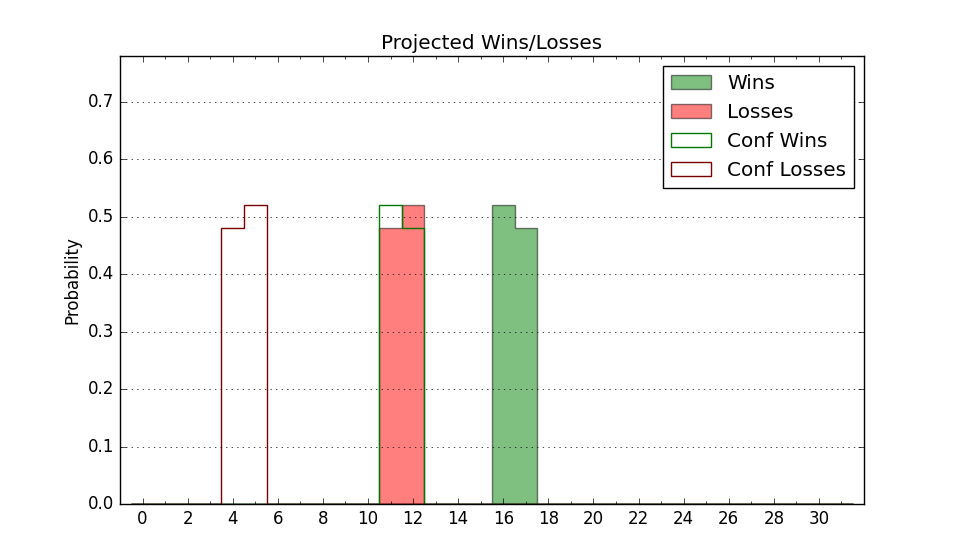 Projected Wins/Losses
Wins
Losses
Conf Wins
Conf Losses
Probability
0.7
0.6
0.5
0.4
0.3
0.2
0.1
0.0
0 2 4 6 8 10 12 14 16 18 20 22 24 26 28 30